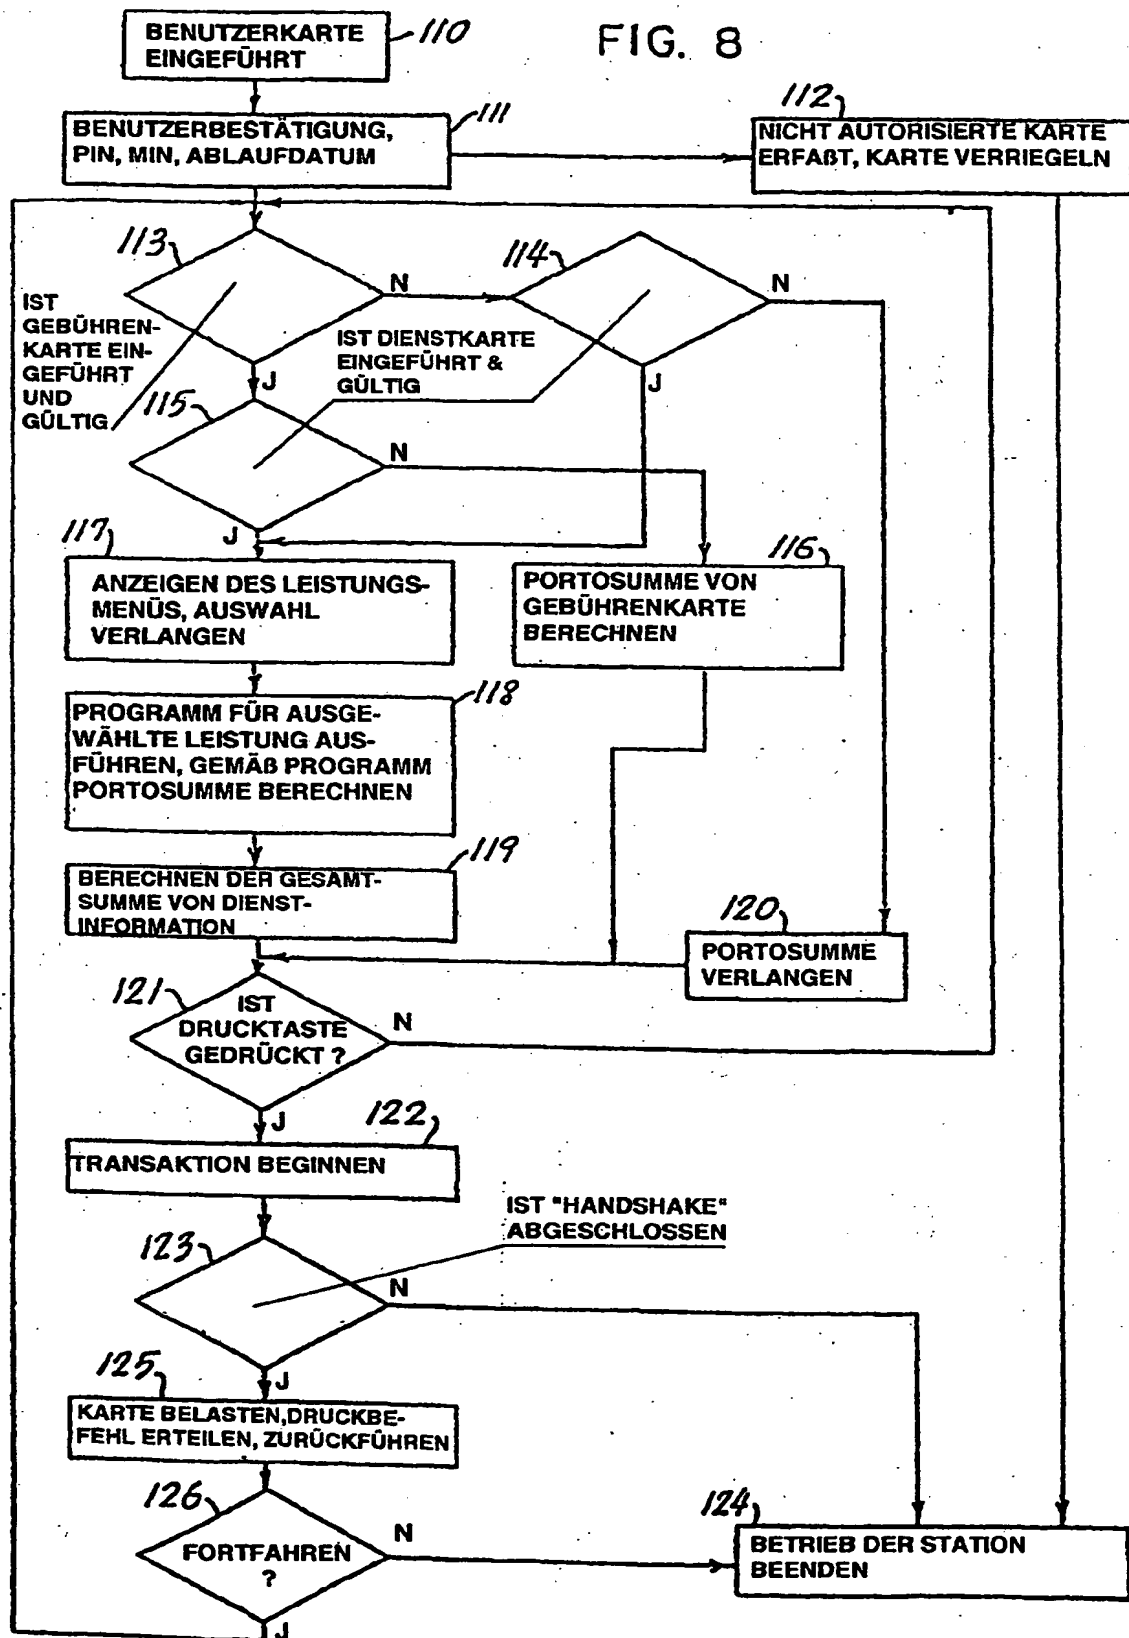 FIG. 8
BENUTZERKARTE
EINGEFÜHRT
110
BENUTZERBESTÄTIGUNG,
PIN, MIN, ABLAUFDATUM
111
112
NICHT AUTORISIERTE KARTE
ERFAßT, KARTE VERRIEGELN
113
N
J
IST
GEBÜHREN-
KARTE EIN-
GEFÜHRT
UND
GÜLTIG
114
N
J
IST DIENSTKARTE
EINGEFÜHRT &
GÜLTIG
115
N
J
116
PORTOSUMME VON
GEBÜHRENKARTE
BERECHNEN
117
ANZEIGEN DES LEISTUNGS-
MENÜS, AUSWAHL
VERLANGEN
118
PROGRAMM FÜR AUSGE-
WÄHLTE LEISTUNG AUS-
FÜHREN, GEMÄß PROGRAMM
PORTOSUMME BERECHNEN
119
BERECHNEN DER GESAMT-
SUMME VON DIENST-
INFORMATION
120
PORTOSUMME
VERLANGEN
121
IST
DRUCKTASTE
GEDRÜCKT ?
N
J
122
TRANSAKTION BEGINNEN
IST "HANDSHAKE"
ABGESCHLOSSEN
123
N
J
125
KARTE BELASTEN,DRUCKBE-
FEHL ERTEILEN, ZURÜCKFÜHREN
126
FORTFAHREN
?
N
J
124
BETRIEB DER STATION
BEENDEN